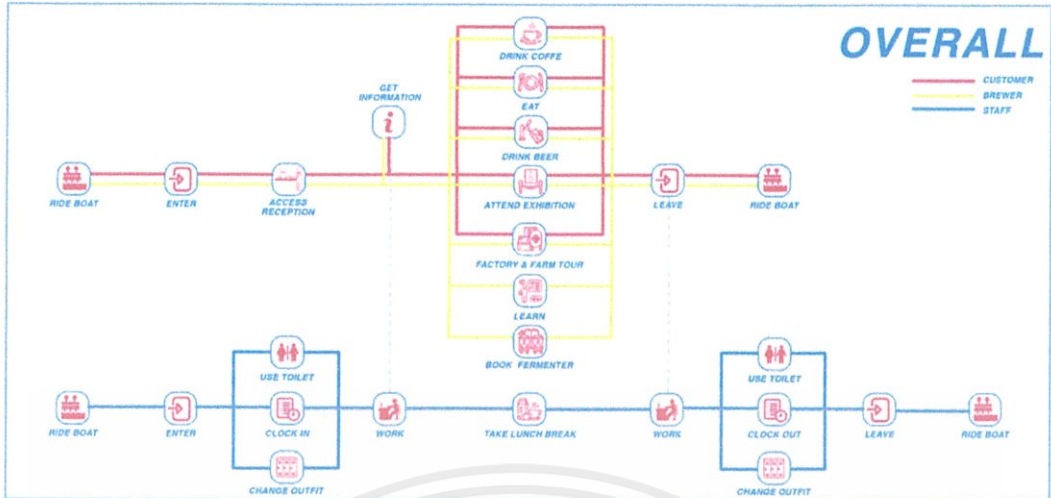 OVERALL
CUSTOMER
BREWER
STAFF
DRINK COFFE
EAT
GET
INFORMATION
i
DRINK BEER
RIDE BOAT
ENTER
ACCESS
RECEPTION
ATTEND EXHIBITION
LEAVE
RIDE BOAT
FACTORY & FARM TOUR
LEARN
BOOK FERMENTER
USE TOILET
USE TOILET
RIDE BOAT
ENTER
CLOCK IN
WORK
TAKE LUNCH BREAK
WORK
CLOCK OUT
LEAVE
RIDE BOAT
CHANGE OUTFIT
CHANGE OUTFIT